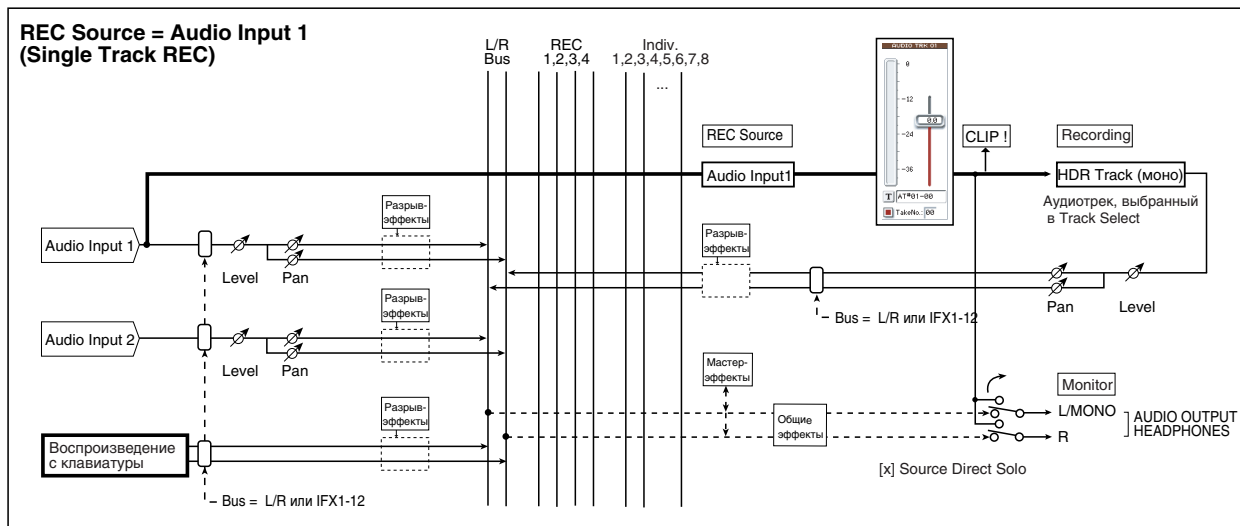 REC Source = Audio Input 1
(Single Track REC)
L/R
Bus
REC
1,2,3,4
Indiv.
1,2,3,4,5,6,7,8
...
AUDIO TRK 01
0
-12
0.0
-24
-36
T AT#01-00
TakeNo.: 00
REC Source
Audio Input1
CLIP !
Recording
HDR Track (моно)
Аудиотрек, выбранный
в Track Select
Audio Input 1
Level
Pan
Разрыв-
эффекты
Разрыв-
эффекты
Pan
Level
Bus = L/R или IFX1-12
Audio Input 2
Level
Pan
Разрыв-
эффекты
Мастер-
эффекты
Общие
эффекты
Monitor
L/MONO
R
AUDIO OUTPUT
HEADPHONES
[x] Source Direct Solo
Воспроизведение
с клавиатуры
Разрыв-
эффекты
Bus = L/R или IFX1-12